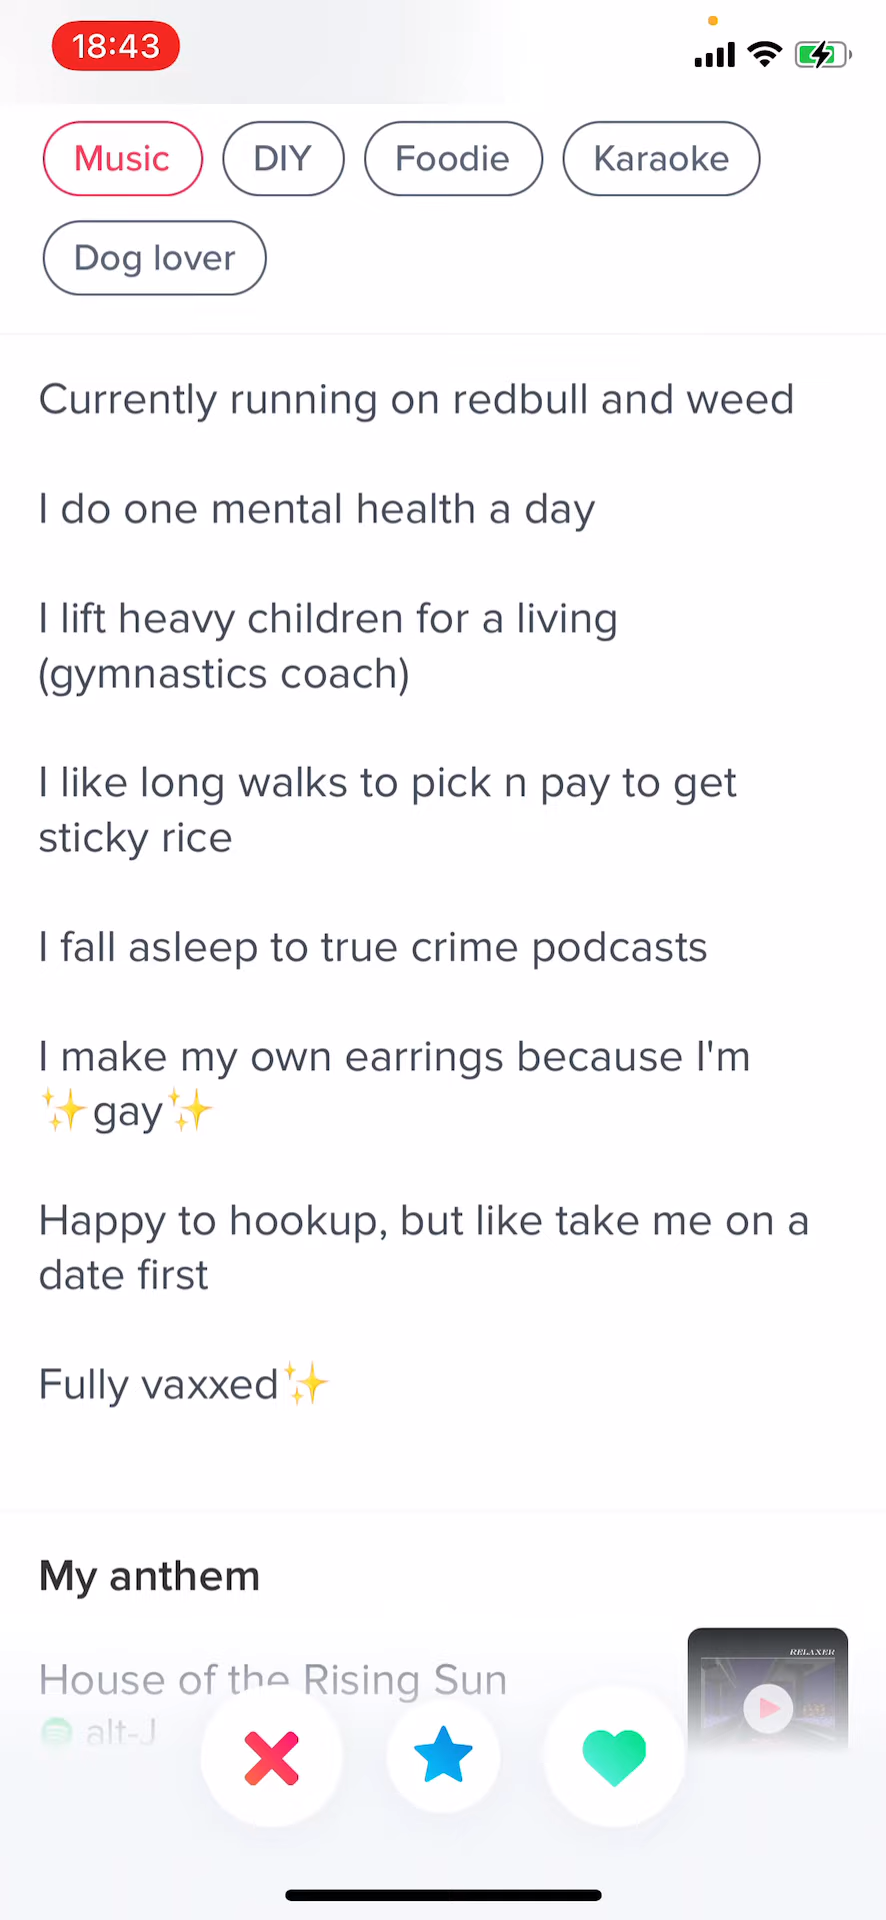 18:43
Music DIY Foodie Karaoke
Dog lover
Currently running on redbull and weed
I do one mental health a day
I lift heavy children for a living
(gymnastics coach)
I like long walks to pick n pay to get
sticky rice
I fall asleep to true crime podcasts
I make my own earrings because I'm
✨gay✨
Happy to hookup, but like take me on a
date first
Fully vaxxed✨
My anthem
RELAXER
House of the Rising Sun
alt-J